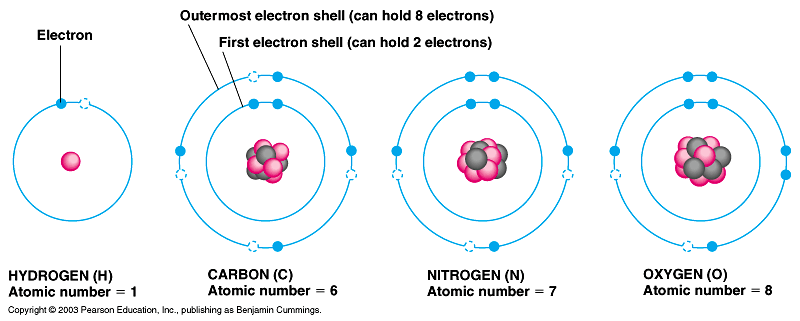 Outermost electron shell (can hold 8 electrons)
Electron
First electron shell (can hold 2 electrons)
HYDROGEN (H)
Atomic number = 1
CARBON (C)
Atomic number = 6
NITROGEN (N)
Atomic number = 7
OXYGEN (O)
Atomic number = 8
Copyright © 2003 Pearson Education, Inc., publishing as Benjamin Cummings.